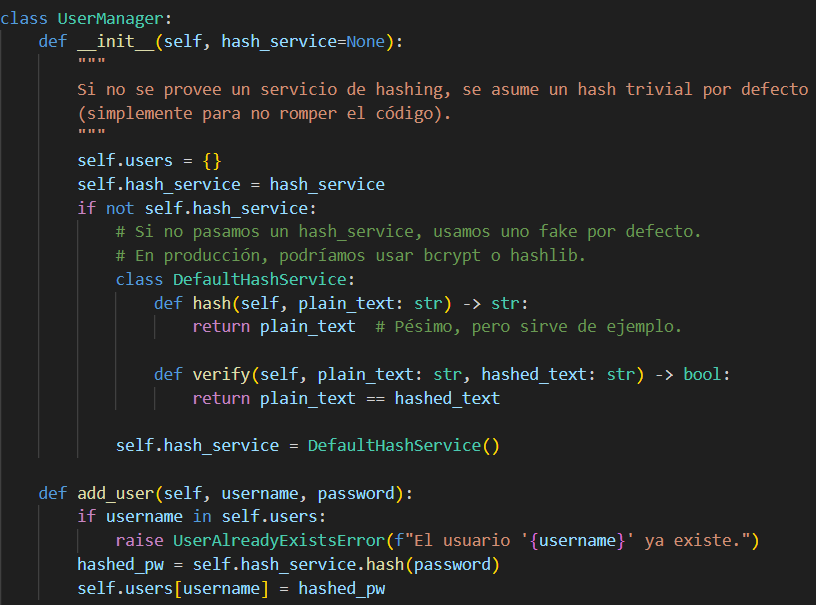 class UserManager:
    def __init__(self, hash_service=None):
        """
        Si no se provee un servicio de hashing, se asume un hash trivial por defecto
        (simplemente para no romper el código).
        """
        self.users = {}
        self.hash_service = hash_service
        if not self.hash_service:
            # Si no pasamos un hash_service, usamos uno fake por defecto.
            # En producción, podríamos usar bcrypt o hashlib.
            class DefaultHashService:
                def hash(self, plain_text: str) -> str:
                    return plain_text  # Pésimo, pero sirve de ejemplo.

                def verify(self, plain_text: str, hashed_text: str) -> bool:
                    return plain_text == hashed_text

            self.hash_service = DefaultHashService()

    def add_user(self, username, password):
        if username in self.users:
            raise UserAlreadyExistsError(f"El usuario '{username}' ya existe.")
        hashed_pw = self.hash_service.hash(password)
        self.users[username] = hashed_pw